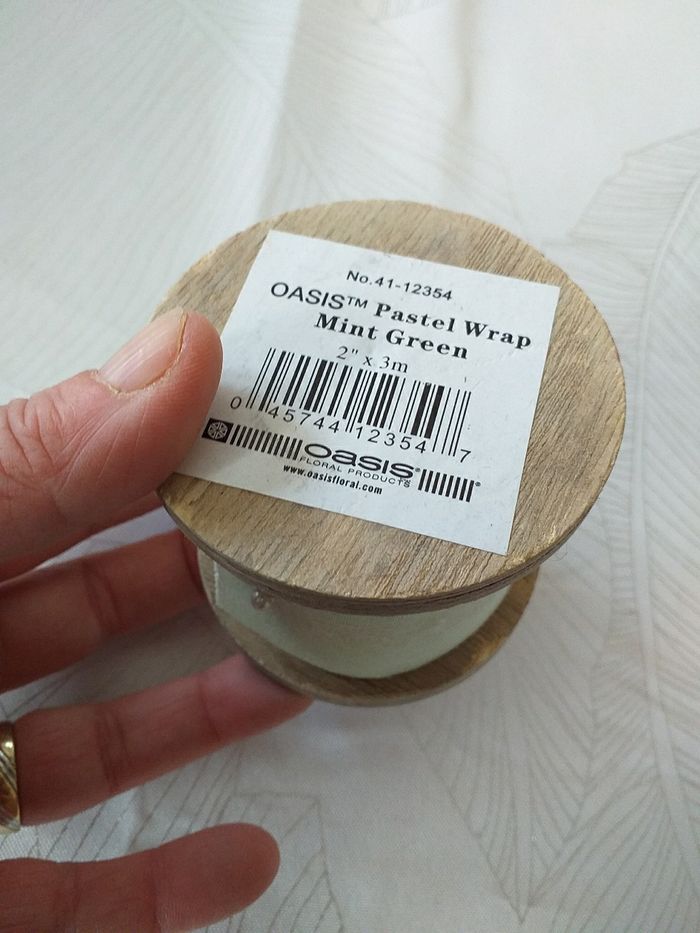 No.41-12354
OASIS™ Pastel Wrap
Mint Green
2" x 3m
0 45744 12354 7
oasis®
FLORAL PRODUCTS
www.oasisfloral.com